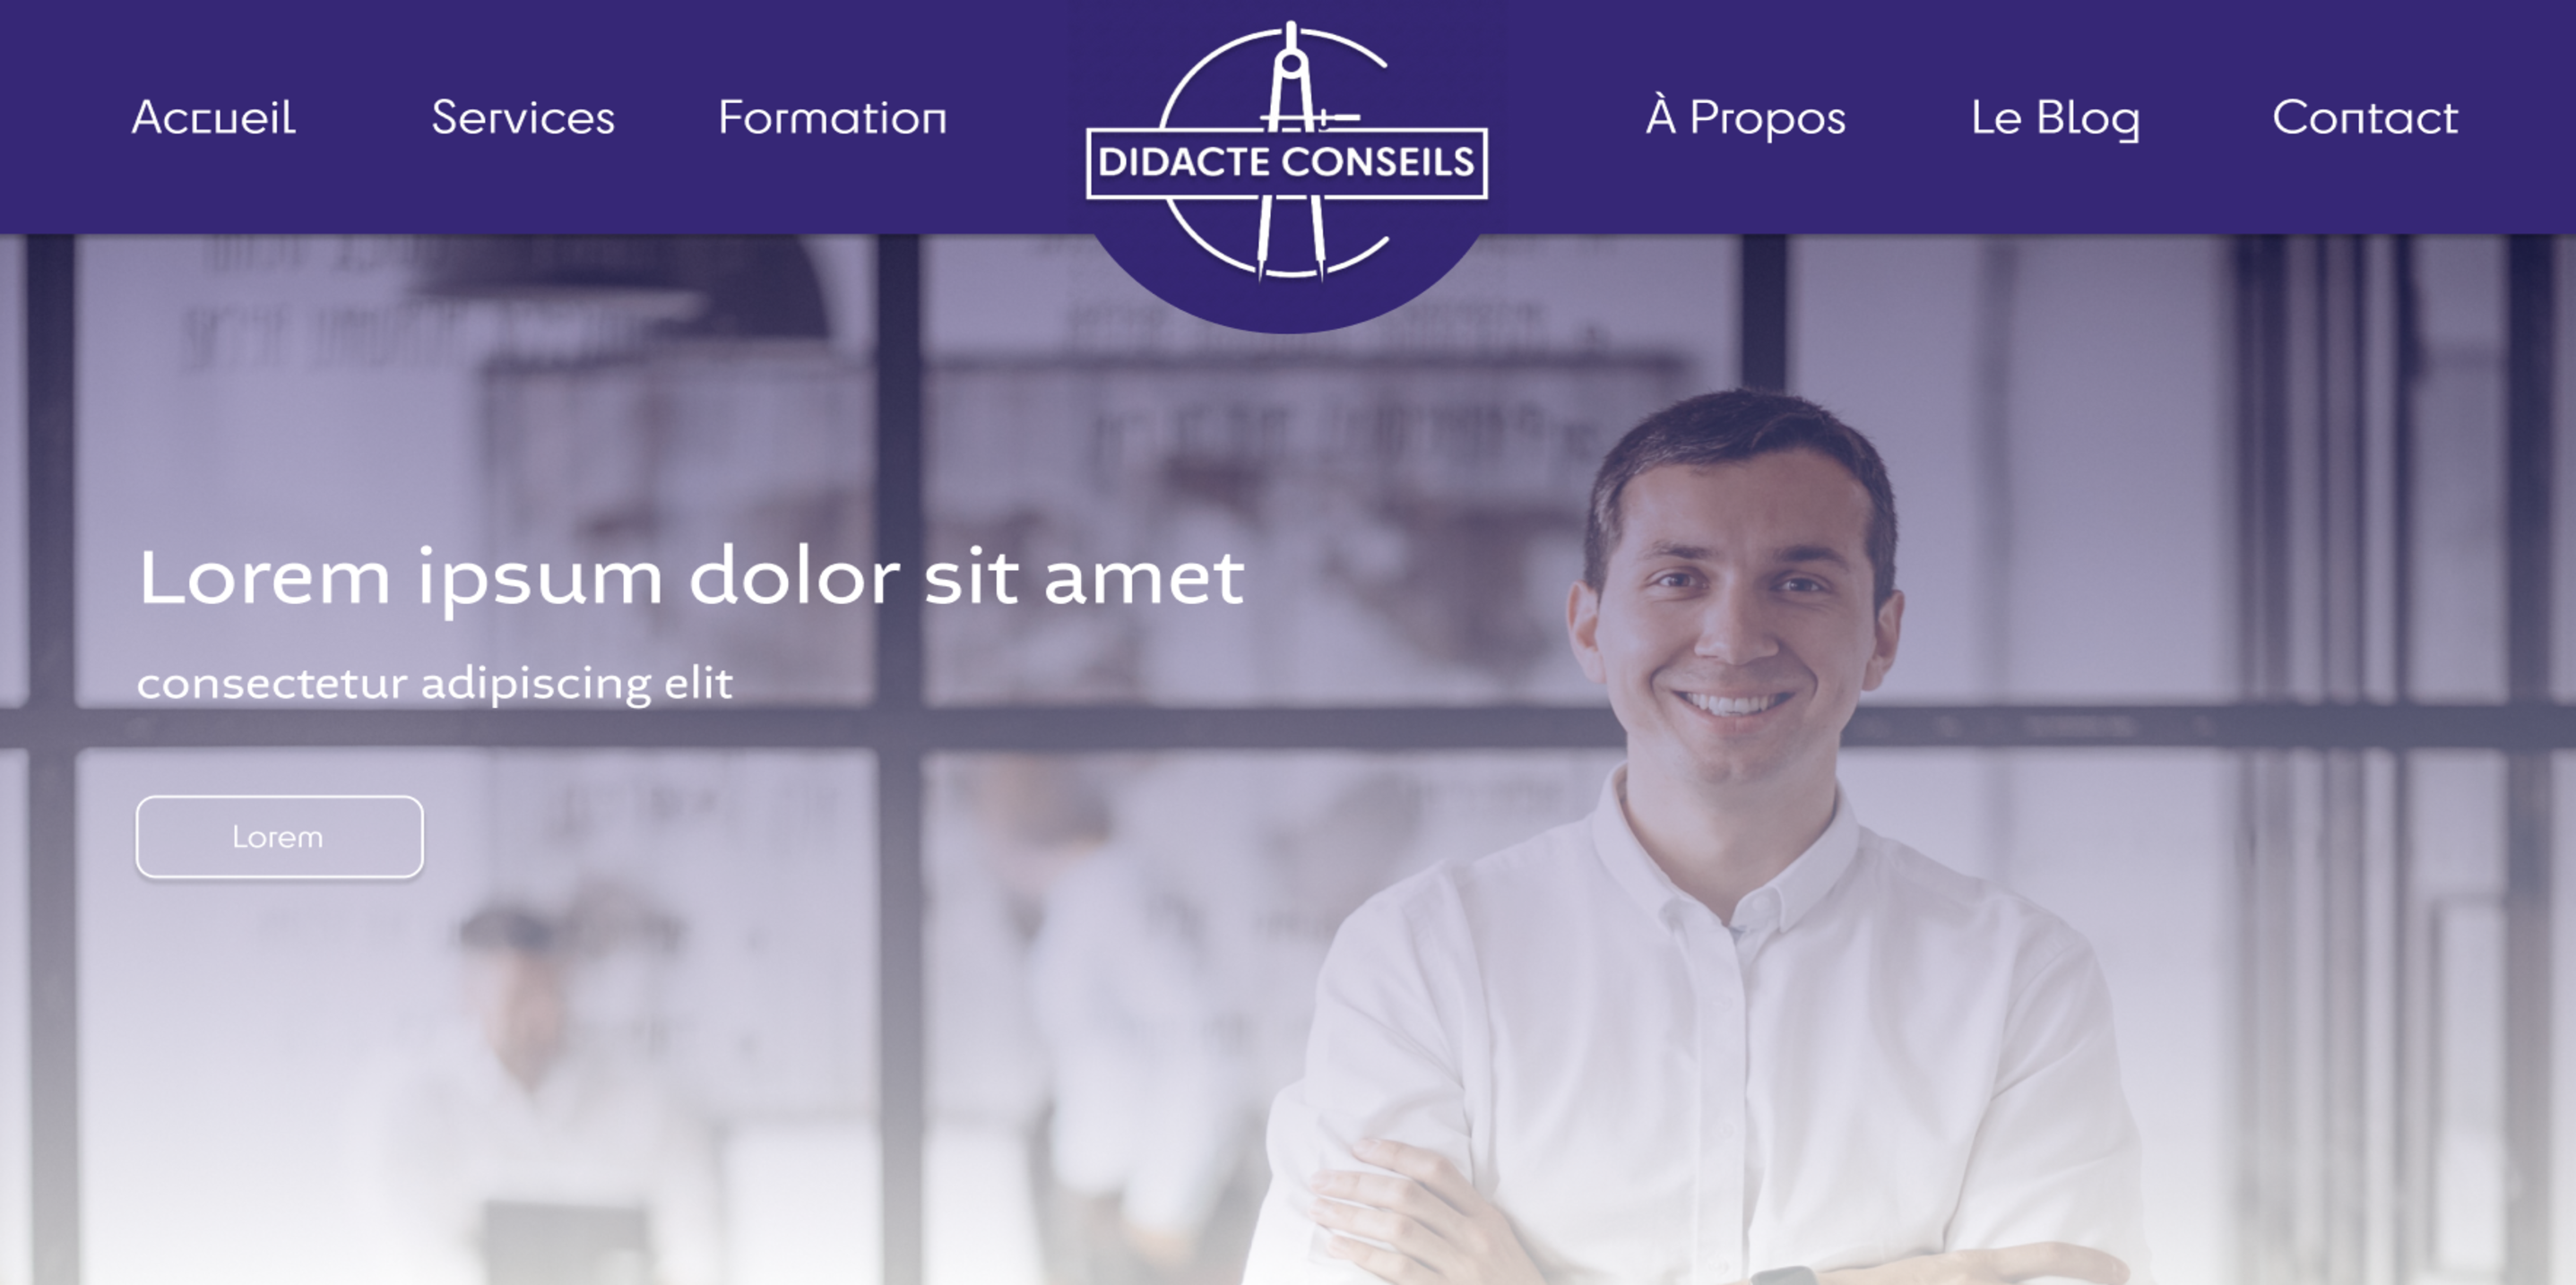 Accueil Services Formation DIDACTE CONSEILS À Propos Le Blog Contact
Lorem ipsum dolor sit amet
consectetur adipiscing elit
Lorem